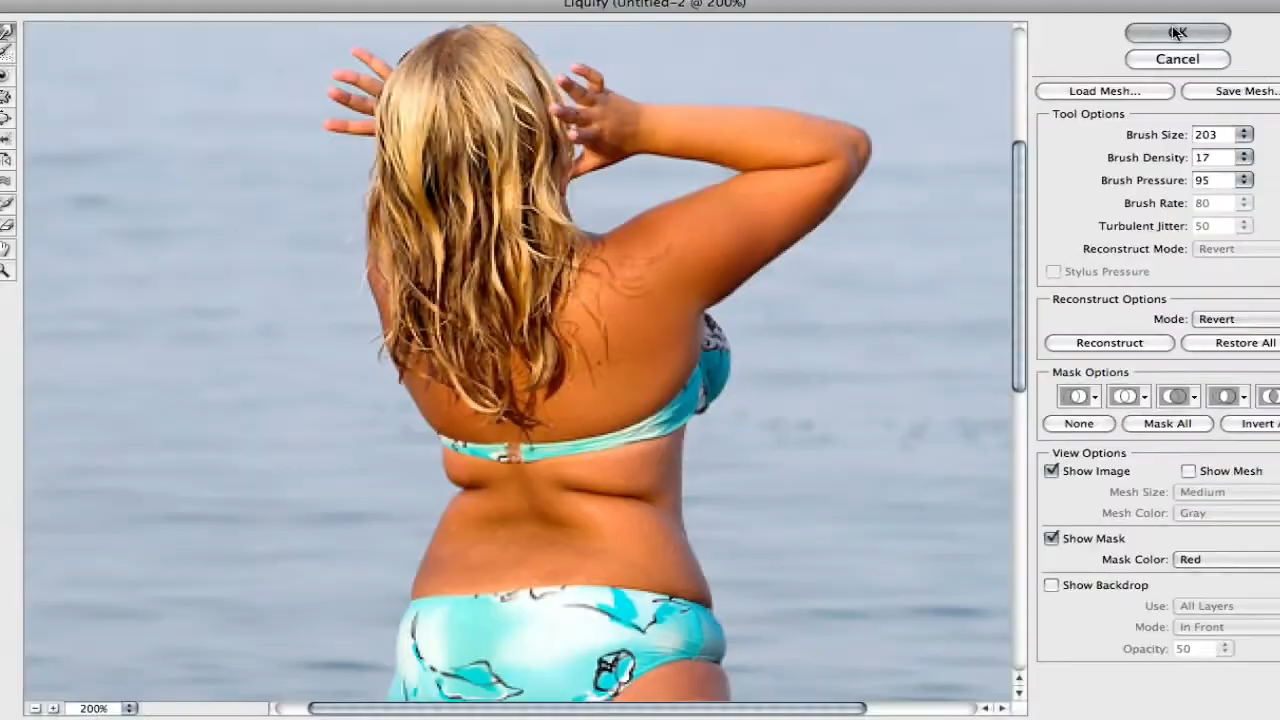 Liquify (Untitled-2 @ 200%)
OK
Cancel
Load Mesh... Save Mesh..
Tool Options
Brush Size: 203
Brush Density: 17
Brush Pressure: 95
Brush Rate: 80
Turbulent Jitter: 50
Reconstruct Mode: Revert
Stylus Pressure
Reconstruct Options
Mode: Revert
Reconstruct Restore All
Mask Options
None Mask All Invert
View Options
Show Image Show Mesh
Mesh Size: Medium
Mesh Color: Gray
Show Mask
Mask Color: Red
Show Backdrop
Use: All Layers
Mode: In Front
Opacity: 50
200%